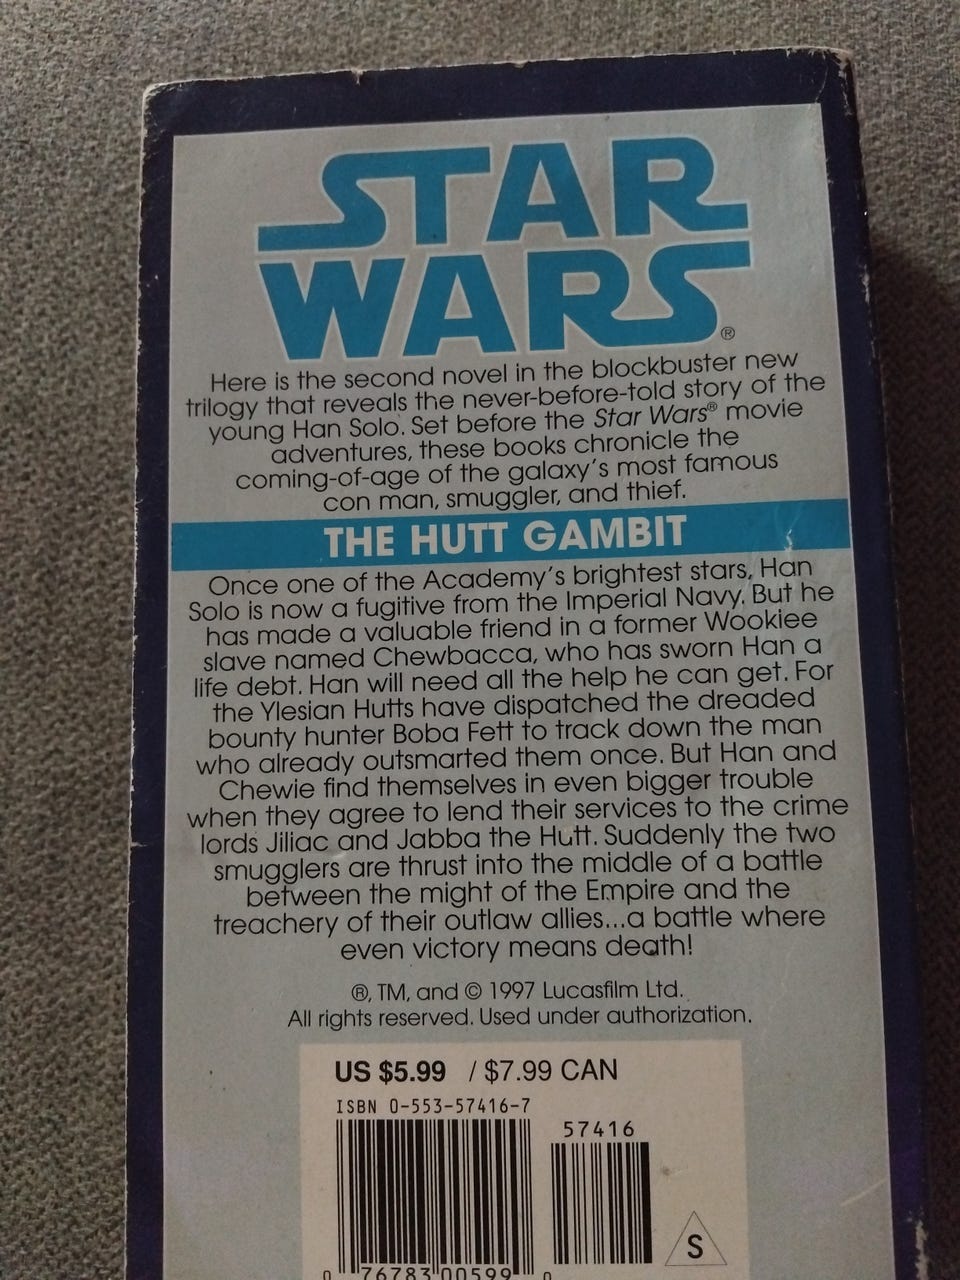 STAR
WARS®
Here is the second novel in the blockbuster new
trilogy that reveals the never-before-told story of the
young Han Solo. Set before the Star Wars® movie
adventures, these books chronicle the
coming-of-age of the galaxy's most famous
con man, smuggler, and thief.
THE HUTT GAMBIT
Once one of the Academy's brightest stars, Han
Solo is now a fugitive from the Imperial Navy. But he
has made a valuable friend in a former Wookiee
slave named Chewbacca, who has sworn Han a
life debt. Han will need all the help he can get. For
the Ylesian Hutts have dispatched the dreaded
bounty hunter Boba Fett to track down the man
who already outsmarted them once. But Han and
Chewie find themselves in even bigger trouble
when they agree to lend their services to the crime
lords Jiliac and Jabba the Hutt. Suddenly the two
smugglers are thrust into the middle of a battle
between the might of the Empire and the
treachery of their outlaw allies...a battle where
even victory means death!
®, TM, and © 1997 Lucasfilm Ltd.
All rights reserved. Used under authorization.
US $5.99 / $7.99 CAN
ISBN 0-553-57416-7
57416
S
0 76783 00599 0